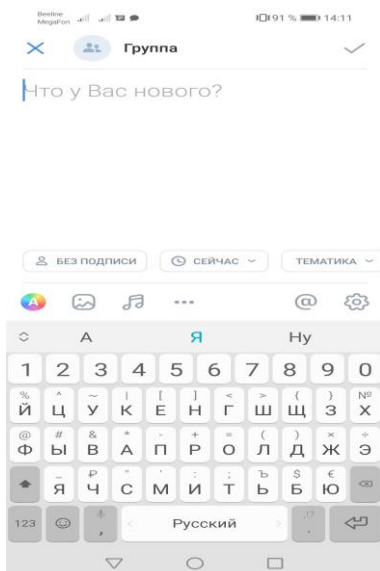 Beeline
MegaFon
91 % 14:11
Группа
Что у Вас нового?
БЕЗ ПОДПИСИ СЕЙЧАС ТЕМАТИКА
A @
А Я Ну
1 2 3 4 5 6 7 8 9 0
% ^ ~ | [ ] < > { } №
Й Ц У К Е Н Г Ш Щ З Х
@ # & * - + = ( ) × ÷
Ф Ы В А П Р О Л Д Ж Э
_ ₽ " ' : ; Ъ $ €
Я Ч С М И Т Ь Б Ю
123 , < Русский > !? .